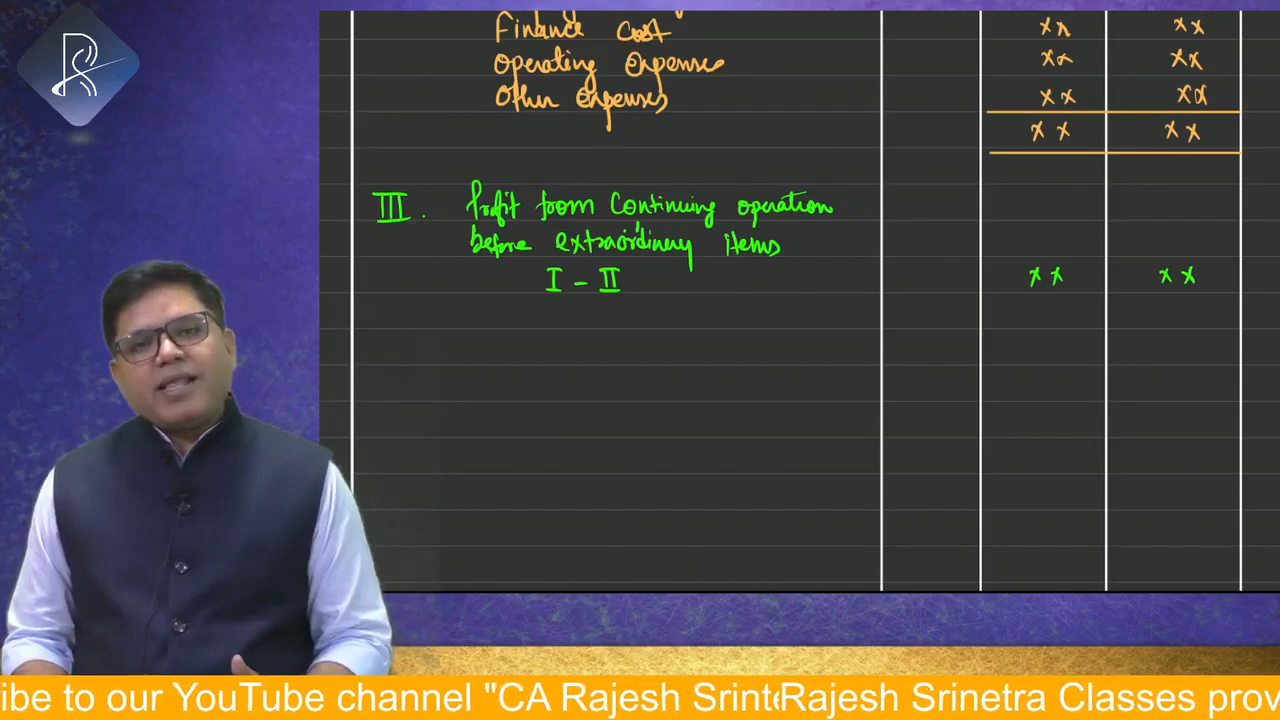 Finance Cost xx xx
Operating Expenses xx xx
Other Expenses xx xx
xx xx
III. Profit from Continuing operation
before extraordinary items
I - II xx xx
ibe to our YouTube channel "CA Rajesh Srinte Rajesh Srinetra Classes prov